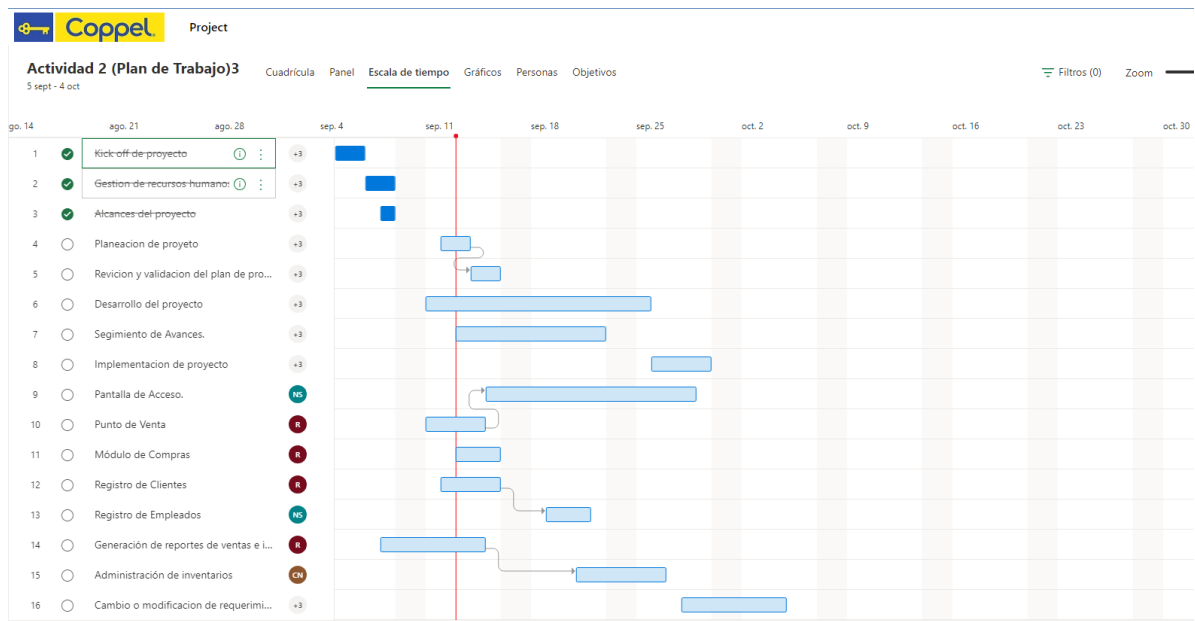 Coppel.
Project
Actividad 2 (Plan de Trabajo)3
5 sept - 4 oct
Cuadrícula Panel Escala de tiempo Gráficos Personas Objetivos
Filtros (0) Zoom
go. 14 ago. 21 ago. 28 sep. 4 sep. 11 sep. 18 sep. 25 oct. 2 oct. 9 oct. 16 oct. 23 oct. 30
1 Kick off de proyecto +3
2 Gestion de recursos humano: +3
3 Alcances del proyecto +3
4 Planeacion de proyeto +3
5 Revicion y validacion del plan de pro... +3
6 Desarrollo del proyecto +3
7 Segimiento de Avances. +3
8 Implementacion de proyecto +3
9 Pantalla de Acceso. NS
10 Punto de Venta R
11 Módulo de Compras R
12 Registro de Clientes R
13 Registro de Empleados NS
14 Generación de reportes de ventas e i... R
15 Administración de inventarios CN
16 Cambio o modificacion de requerimi... +3